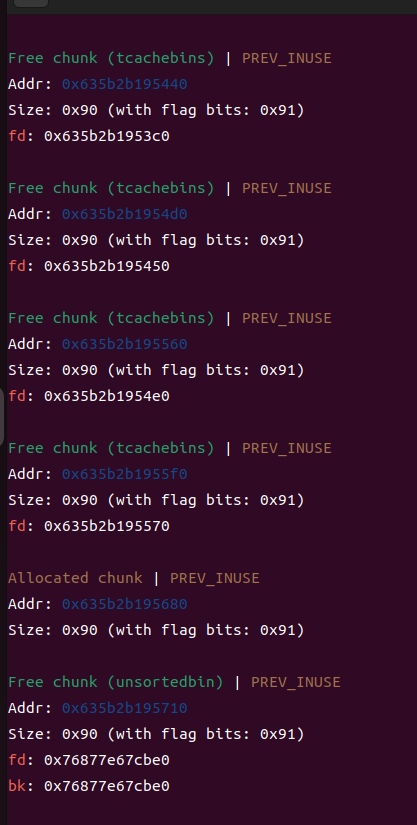 Free chunk (tcachebins) | PREV_INUSE
Addr: 0x635b2b195440
Size: 0x90 (with flag bits: 0x91)
fd: 0x635b2b1953c0
Free chunk (tcachebins) | PREV_INUSE
Addr: 0x635b2b1954d0
Size: 0x90 (with flag bits: 0x91)
fd: 0x635b2b195450
Free chunk (tcachebins) | PREV_INUSE
Addr: 0x635b2b195560
Size: 0x90 (with flag bits: 0x91)
fd: 0x635b2b1954e0
Free chunk (tcachebins) | PREV_INUSE
Addr: 0x635b2b1955f0
Size: 0x90 (with flag bits: 0x91)
fd: 0x635b2b195570
Allocated chunk | PREV_INUSE
Addr: 0x635b2b195680
Size: 0x90 (with flag bits: 0x91)
Free chunk (unsortedbin) | PREV_INUSE
Addr: 0x635b2b195710
Size: 0x90 (with flag bits: 0x91)
fd: 0x76877e67cbe0
bk: 0x76877e67cbe0